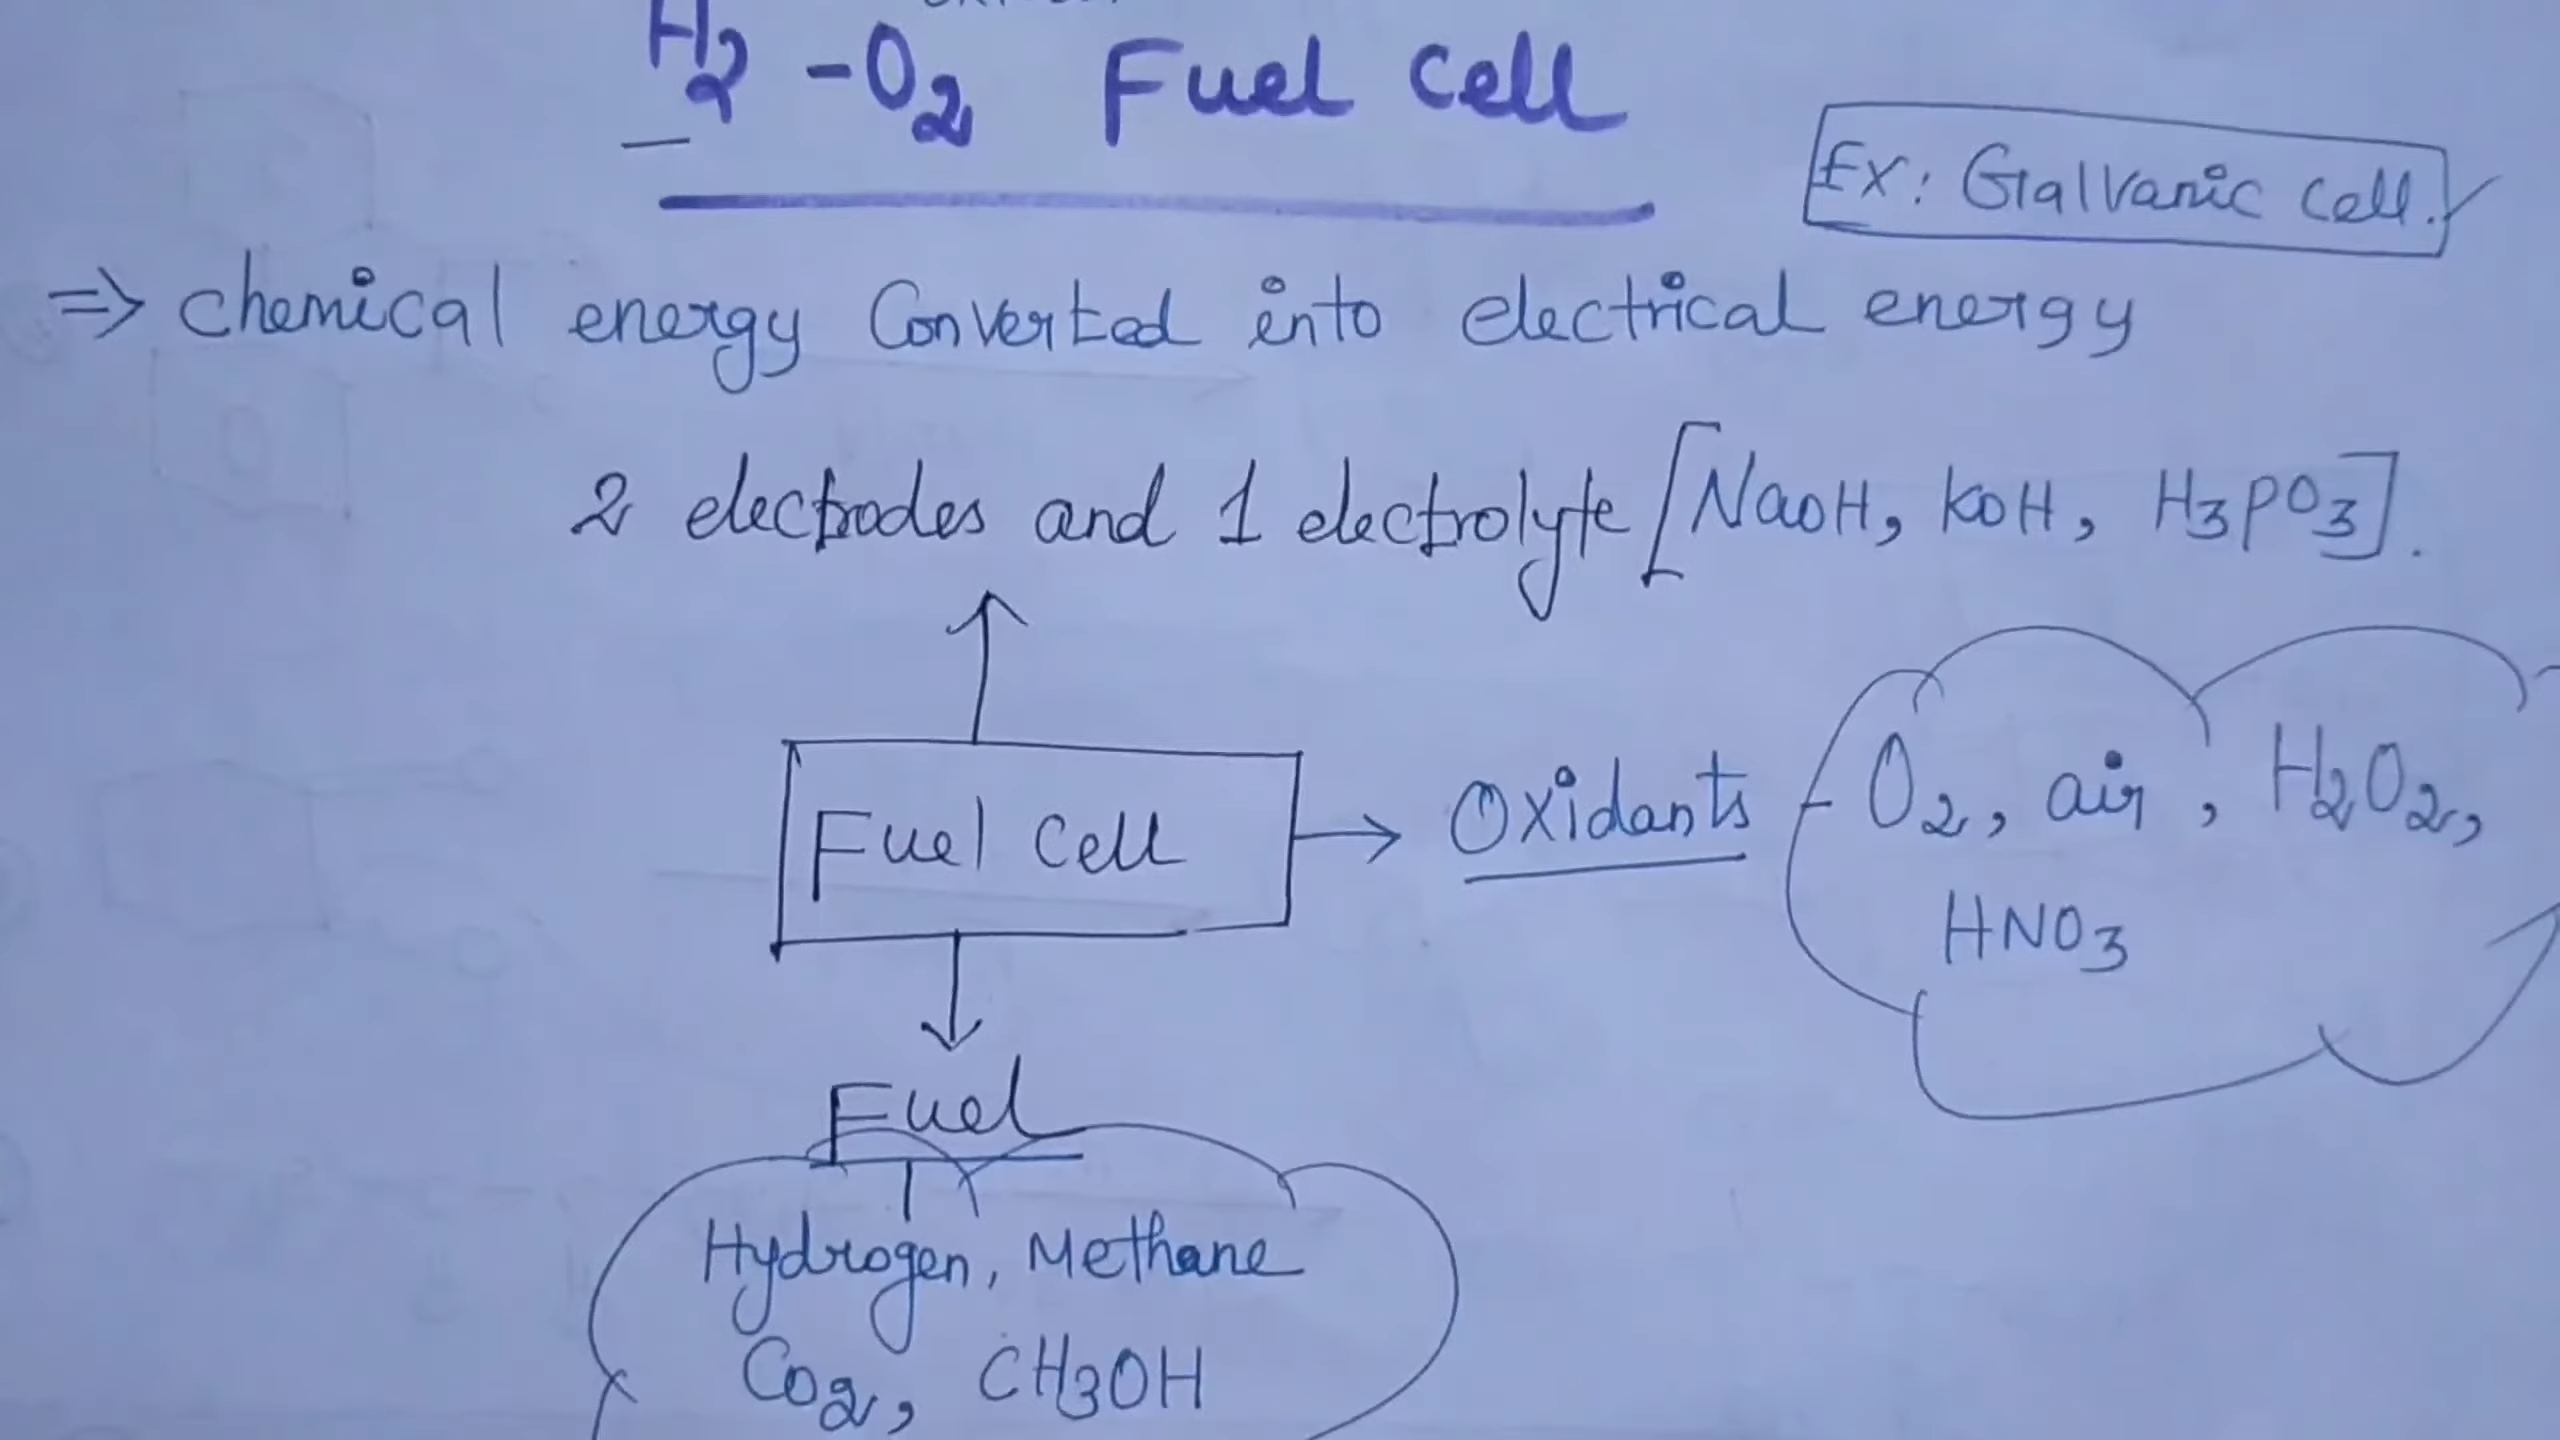 H2 - O2 Fuel Cell
Ex: Galvanic Cell.
⇒ chemical energy Converted into electrical energy
2 electrodes and 1 electrolyte [NaOH, KOH, H3PO3].
Fuel Cell → Oxidants - O2, air, H2O2,
HNO3
Fuel
Hydrogen, Methane
CO2, CH3OH